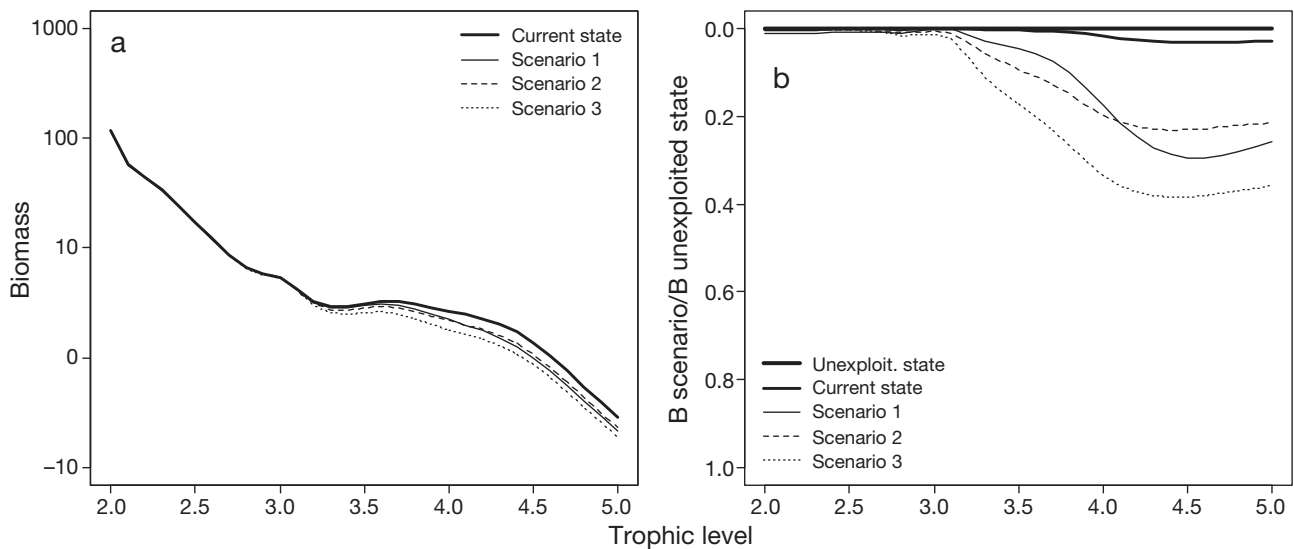 a
Biomass
1000
100
10
0
–10
Current state
Scenario 1
Scenario 2
Scenario 3
2.0 2.5 3.0 3.5 4.0 4.5 5.0
b
B scenario/B unexploited state
0.0
0.2
0.4
0.6
0.8
1.0
Unexploit. state
Current state
Scenario 1
Scenario 2
Scenario 3
2.0 2.5 3.0 3.5 4.0 4.5 5.0
Trophic level